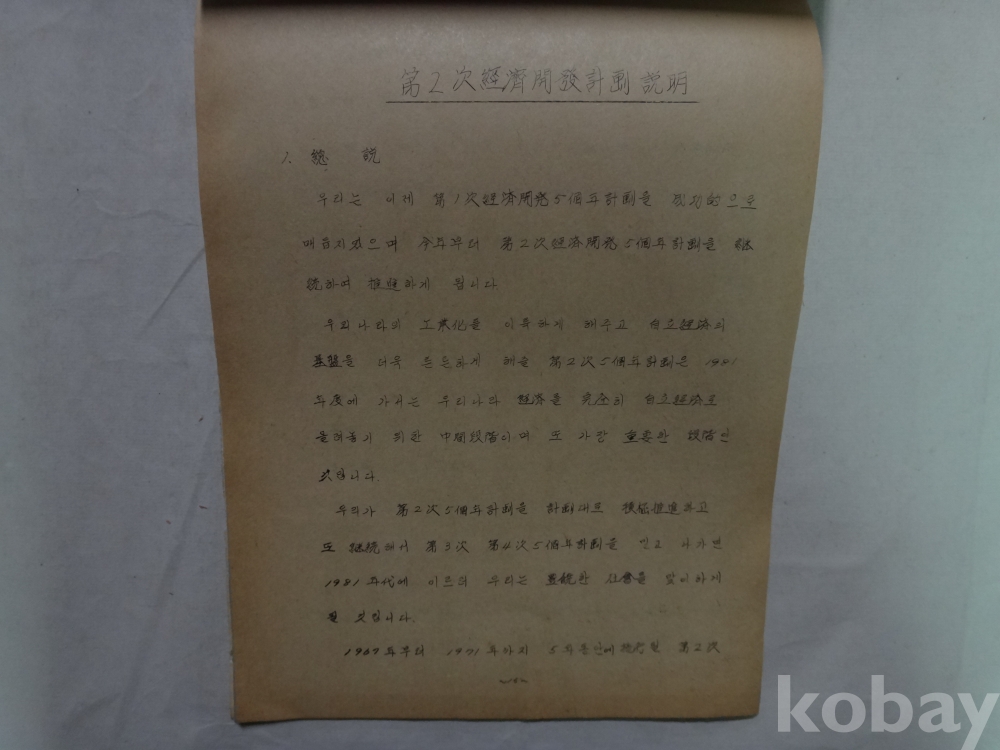 第2次經濟開發計劃 說明
1. 總 說
우리는 이제 第1次經濟開發5個年計劃을 成功的으로
매듭지었으며 今年부터 第2次經濟開發5個年計劃을 継
続하여 推進하게 됩니다.
우리나라의 工業化를 이룩하게 해주고 自立經済의
基盤을 더욱 튼튼하게 해줄 第2次5個年計劃은 1981
年度에 가서는 우리나라 經済를 完全히 自立經済로
올려놓기 위한 中間段階이며 또 가장 重要한 段階인
것입니다.
우리가 第2次5個年計劃을 計劃대로 推進하고
또 継続해서 第3次 第4次5個年計劃을 밀고 나가면
1981年代에 이르러 우리는 豊饒한 社會를 맞이하게
될 것입니다.
1967年부터 1971年까지 5年동안에 第2次
kobay